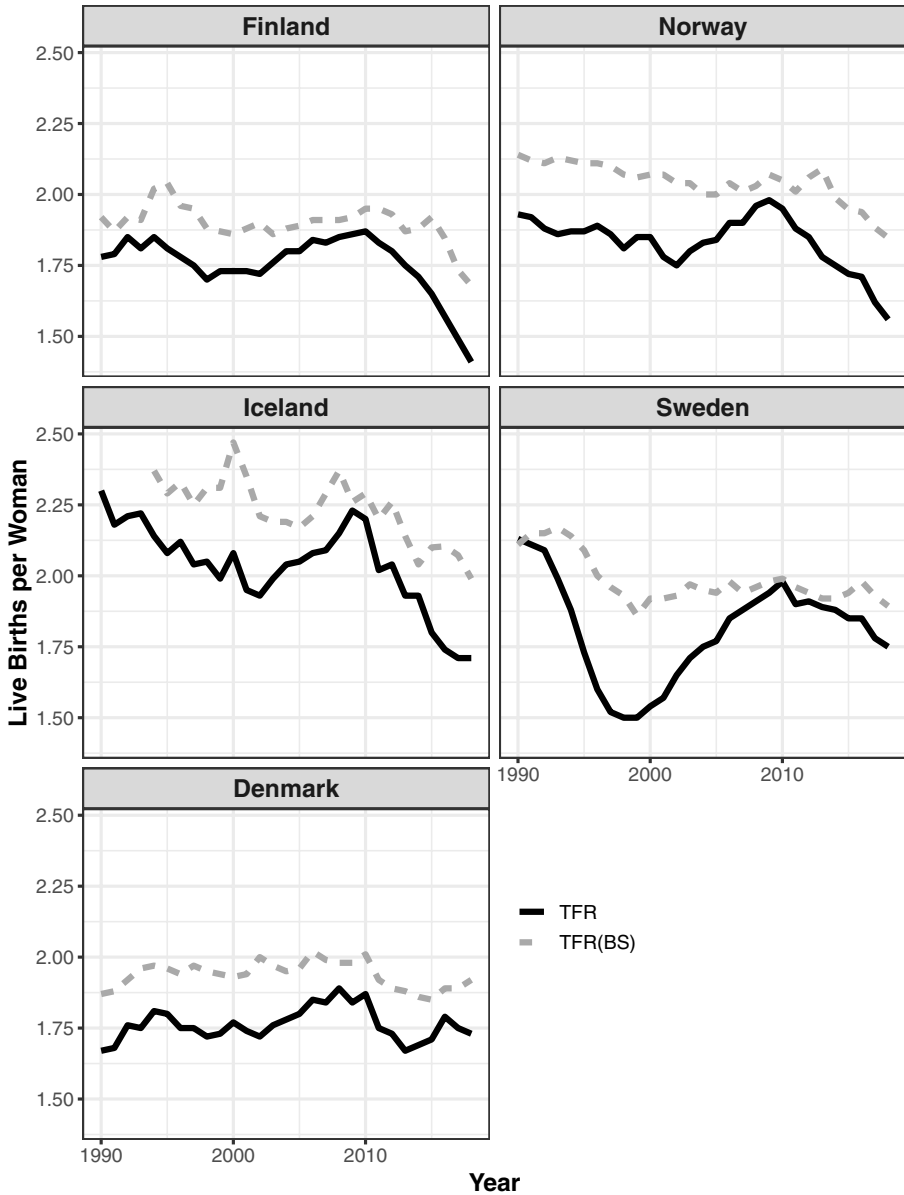 Finland
Norway
2.50
2.25
2.00
1.75
1.50
Iceland
Sweden
2.50
2.25
2.00
1.75
1.50
1990
2000
2010
Denmark
2.50
2.25
2.00
1.75
1.50
1990
2000
2010
Live Births per Woman
Year
TFR
TFR(BS)